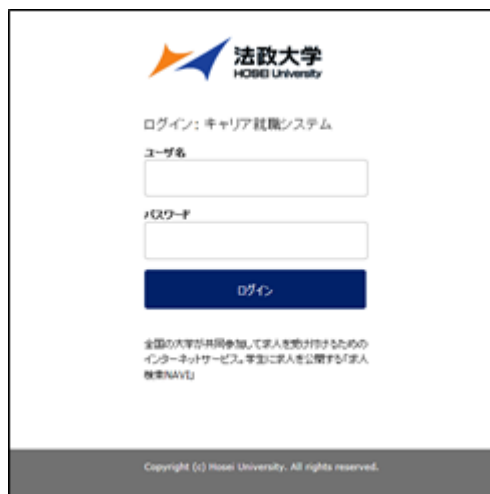 法政大学
HOSEI University
ログイン: キャリア就職システム
ユーザ名
パスワード
ログイン
全国の大学が共同参加して求人を受け付けるための
インターネットサービス。学生に求人を公開する「求人
検索NAVI」
Copyright (c) Hosei University. All rights reserved.